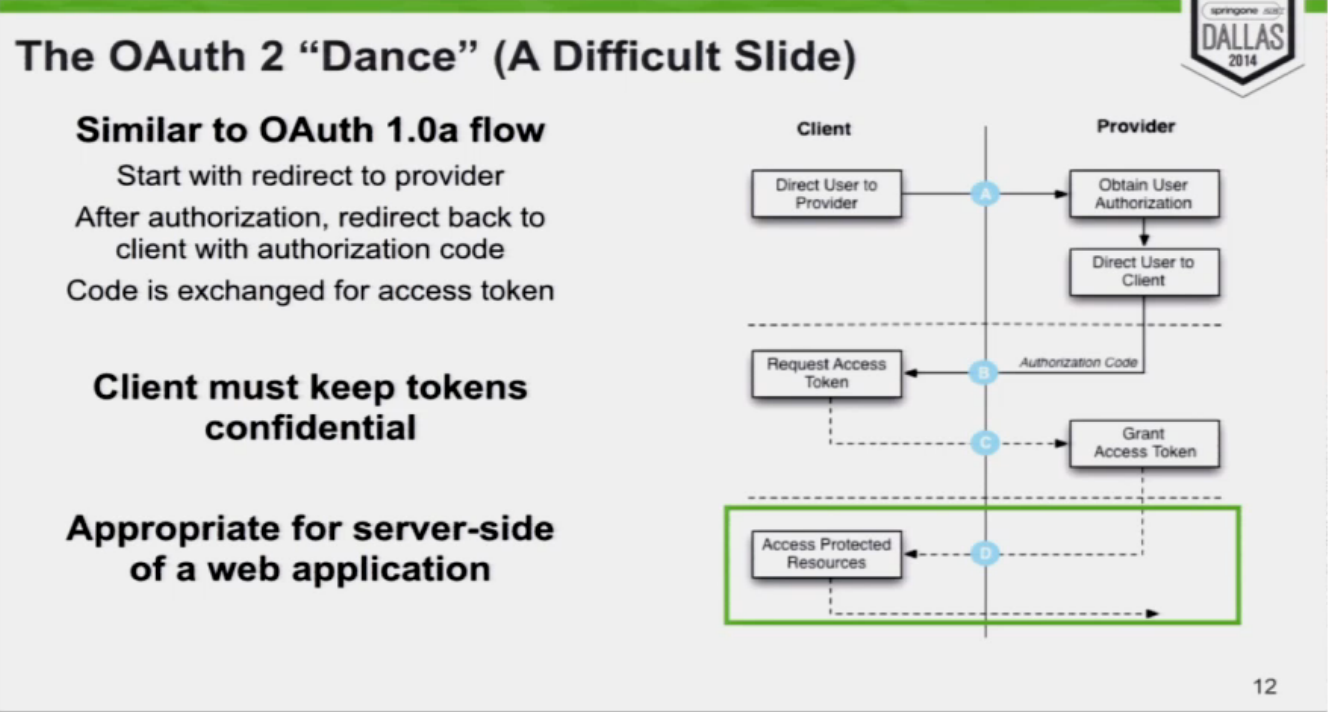 The OAuth 2 “Dance” (A Difficult Slide)
springone
DALLAS
2014
Similar to OAuth 1.0a flow
Start with redirect to provider
After authorization, redirect back to
client with authorization code
Code is exchanged for access token
Client must keep tokens
confidential
Appropriate for server-side
of a web application
Client
Provider
Direct User to
Provider
A
Obtain User
Authorization
Direct User to
Client
Request Access
Token
B
Authorization Code
C
Grant
Access Token
Access Protected
Resources
D
12